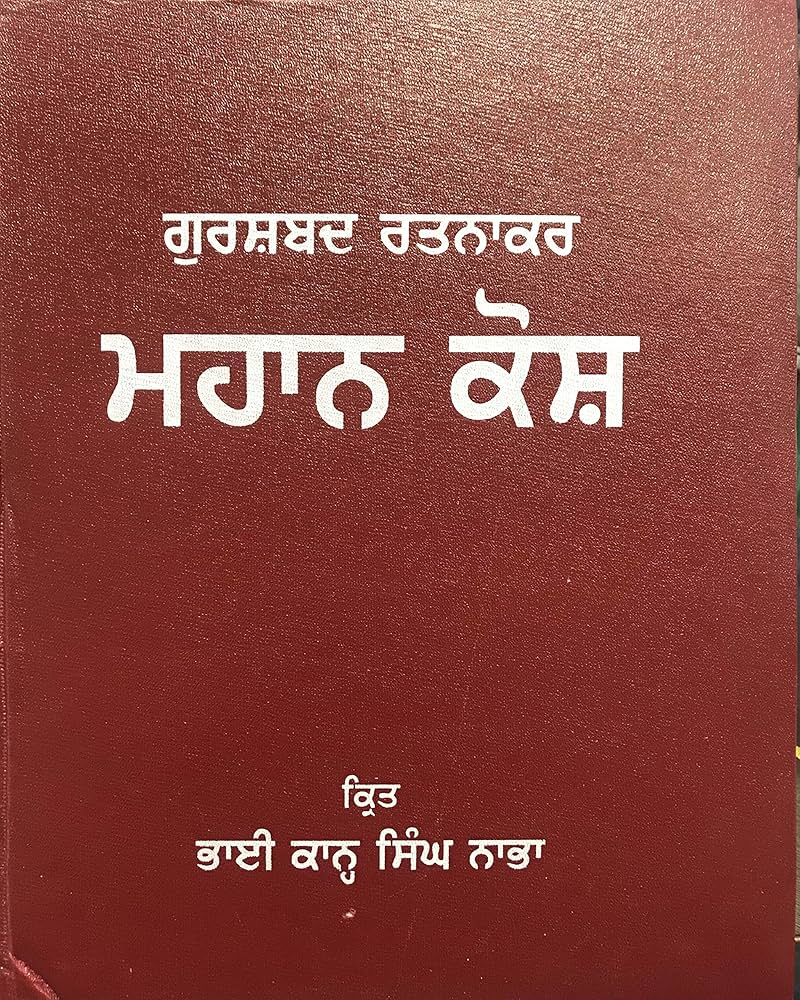 ਗੁਰਸ਼ਬਦ ਰਤਨਾਕਰ
ਮਹਾਨ ਕੋਸ਼
ਕ੍ਰਿਤ
ਭਾਈ ਕਾਨ੍ਹ ਸਿੰਘ ਨਾਭਾ